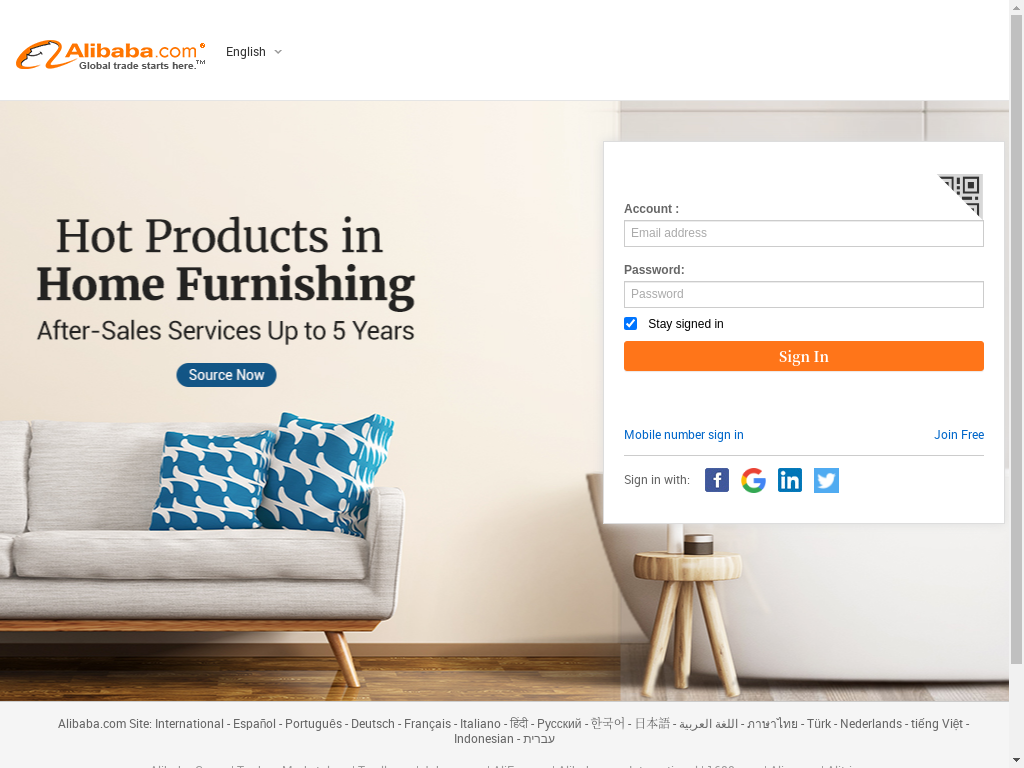 Alibaba.com
Global trade starts here.™
English
Account :
Email address
Password:
Password
Stay signed in
Sign In
Mobile number sign in
Join Free
Sign in with:
Hot Products in
Home Furnishing
After-Sales Services Up to 5 Years
Source Now
Alibaba.com Site: International - Español - Português - Deutsch - Français - Italiano - हिंदी - Русский - 한국어 - 日本語 - اللغة العربية - ภาษาไทย - Türk - Nederlands - tiếng Việt -
Indonesian - עברית